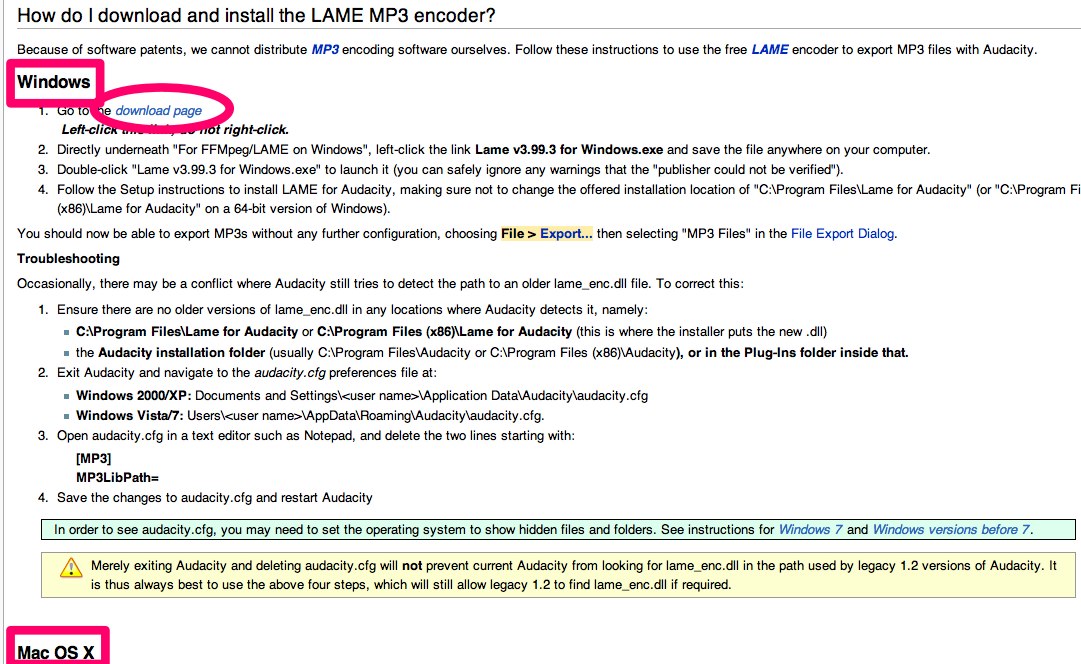 How do I download and install the LAME MP3 encoder?
Because of software patents, we cannot distribute MP3 encoding software ourselves. Follow these instructions to use the free LAME encoder to export MP3 files with Audacity.
Windows
1. Go to the download page
Left-click this link, do not right-click.
2. Directly underneath "For FFMpeg/LAME on Windows", left-click the link Lame v3.99.3 for Windows.exe and save the file anywhere on your computer.
3. Double-click "Lame v3.99.3 for Windows.exe" to launch it (you can safely ignore any warnings that the "publisher could not be verified").
4. Follow the Setup instructions to install LAME for Audacity, making sure not to change the offered installation location of "C:\Program Files\Lame for Audacity" (or "C:\Program Fi
(x86)\Lame for Audacity" on a 64-bit version of Windows).
You should now be able to export MP3s without any further configuration, choosing File > Export... then selecting "MP3 Files" in the File Export Dialog.
Troubleshooting
Occasionally, there may be a conflict where Audacity still tries to detect the path to an older lame_enc.dll file. To correct this:
1. Ensure there are no older versions of lame_enc.dll in any locations where Audacity detects it, namely:
C:\Program Files\Lame for Audacity or C:\Program Files (x86)\Lame for Audacity (this is where the installer puts the new .dll)
the Audacity installation folder (usually C:\Program Files\Audacity or C:\Program Files (x86)\Audacity), or in the Plug-Ins folder inside that.
2. Exit Audacity and navigate to the audacity.cfg preferences file at:
Windows 2000/XP: Documents and Settings\<user name>\Application Data\Audacity\audacity.cfg
Windows Vista/7: Users\<user name>\AppData\Roaming\Audacity\audacity.cfg.
3. Open audacity.cfg in a text editor such as Notepad, and delete the two lines starting with:
[MP3]
MP3LibPath=
4. Save the changes to audacity.cfg and restart Audacity
In order to see audacity.cfg, you may need to set the operating system to show hidden files and folders. See instructions for Windows 7 and Windows versions before 7.
Merely exiting Audacity and deleting audacity.cfg will not prevent current Audacity from looking for lame_enc.dll in the path used by legacy 1.2 versions of Audacity. It
is thus always best to use the above four steps, which will still allow legacy 1.2 to find lame_enc.dll if required.
Mac OS X